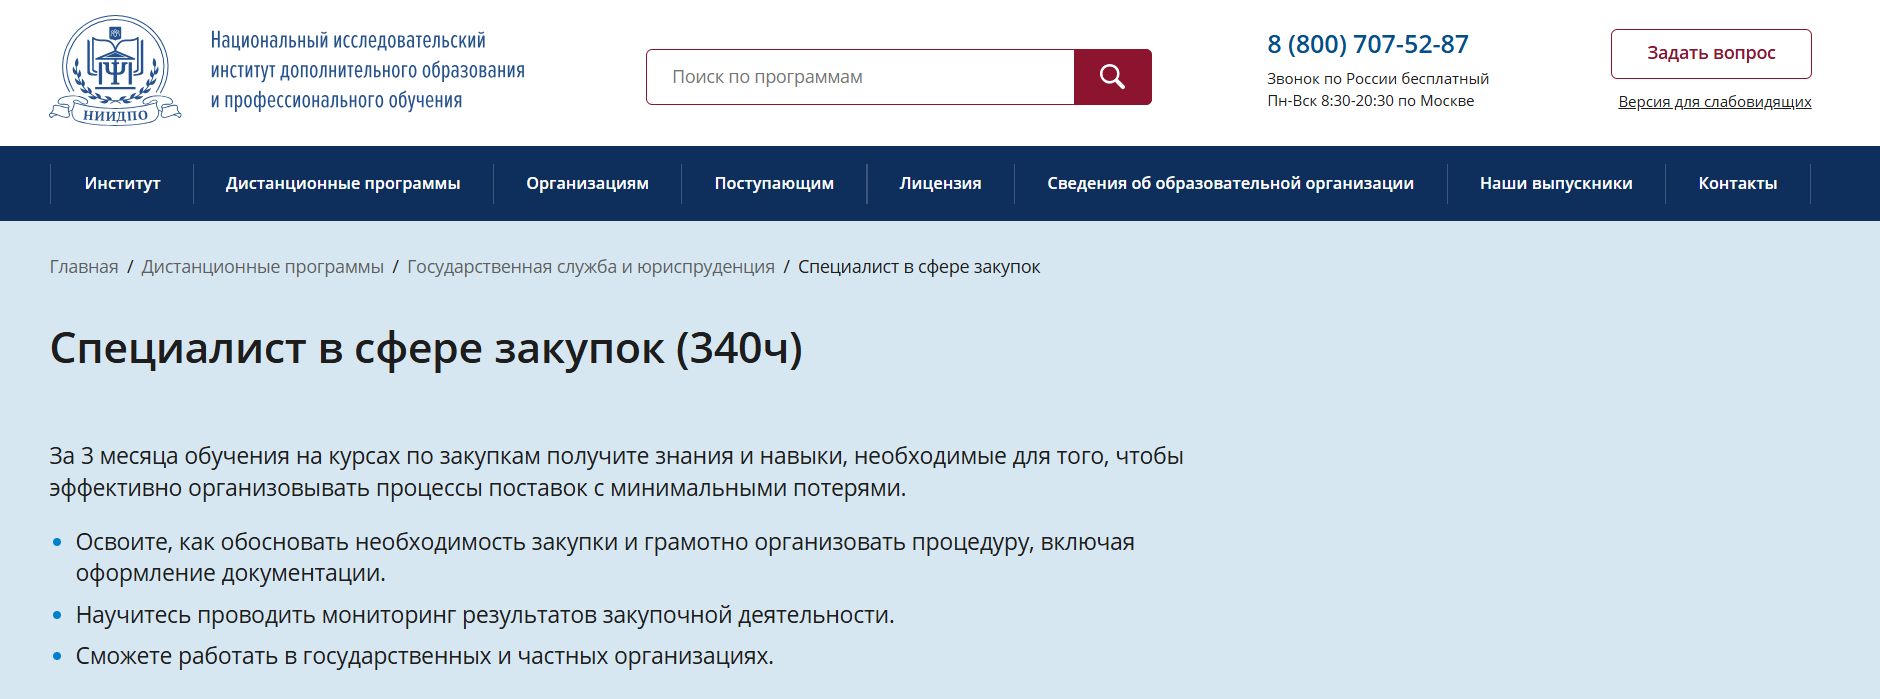 НИИДПО
Национальный исследовательский
институт дополнительного образования
и профессионального обучения
Поиск по программам
8 (800) 707-52-87
Звонок по России бесплатный
Пн-Вск 8:30-20:30 по Москве
Задать вопрос
Версия для слабовидящих
Институт
Дистанционные программы
Организациям
Поступающим
Лицензия
Сведения об образовательной организации
Наши выпускники
Контакты
Главная / Дистанционные программы / Государственная служба и юриспруденция / Специалист в сфере закупок
Специалист в сфере закупок (340ч)
За 3 месяца обучения на курсах по закупкам получите знания и навыки, необходимые для того, чтобы
эффективно организовывать процессы поставок с минимальными потерями.
Освоите, как обосновать необходимость закупки и грамотно организовать процедуру, включая
оформление документации.
Научитесь проводить мониторинг результатов закупочной деятельности.
Сможете работать в государственных и частных организациях.